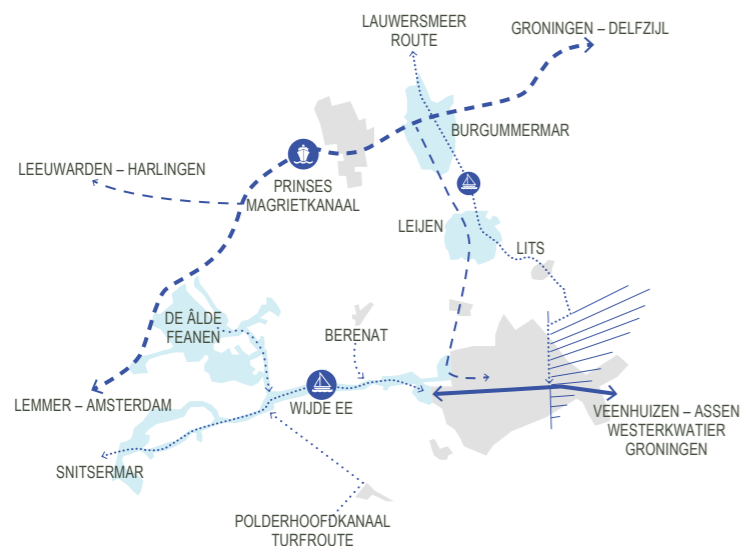 LAUWERSMEER
ROUTE
GRONINGEN – DELFZIJL
BURGUMMERMAR
LEEUWARDEN – HARLINGEN
PRINSES
MAGRIETKANAAL
LEIJEN
LITS
DE ÂLDE
FEANEN
BERENAT
LEMMER – AMSTERDAM
WIJDE EE
VEENHUIZEN – ASSEN
WESTERKWATIER
GRONINGEN
SNITSERMAR
POLDERHOOFDKANAAL
TURFROUTE